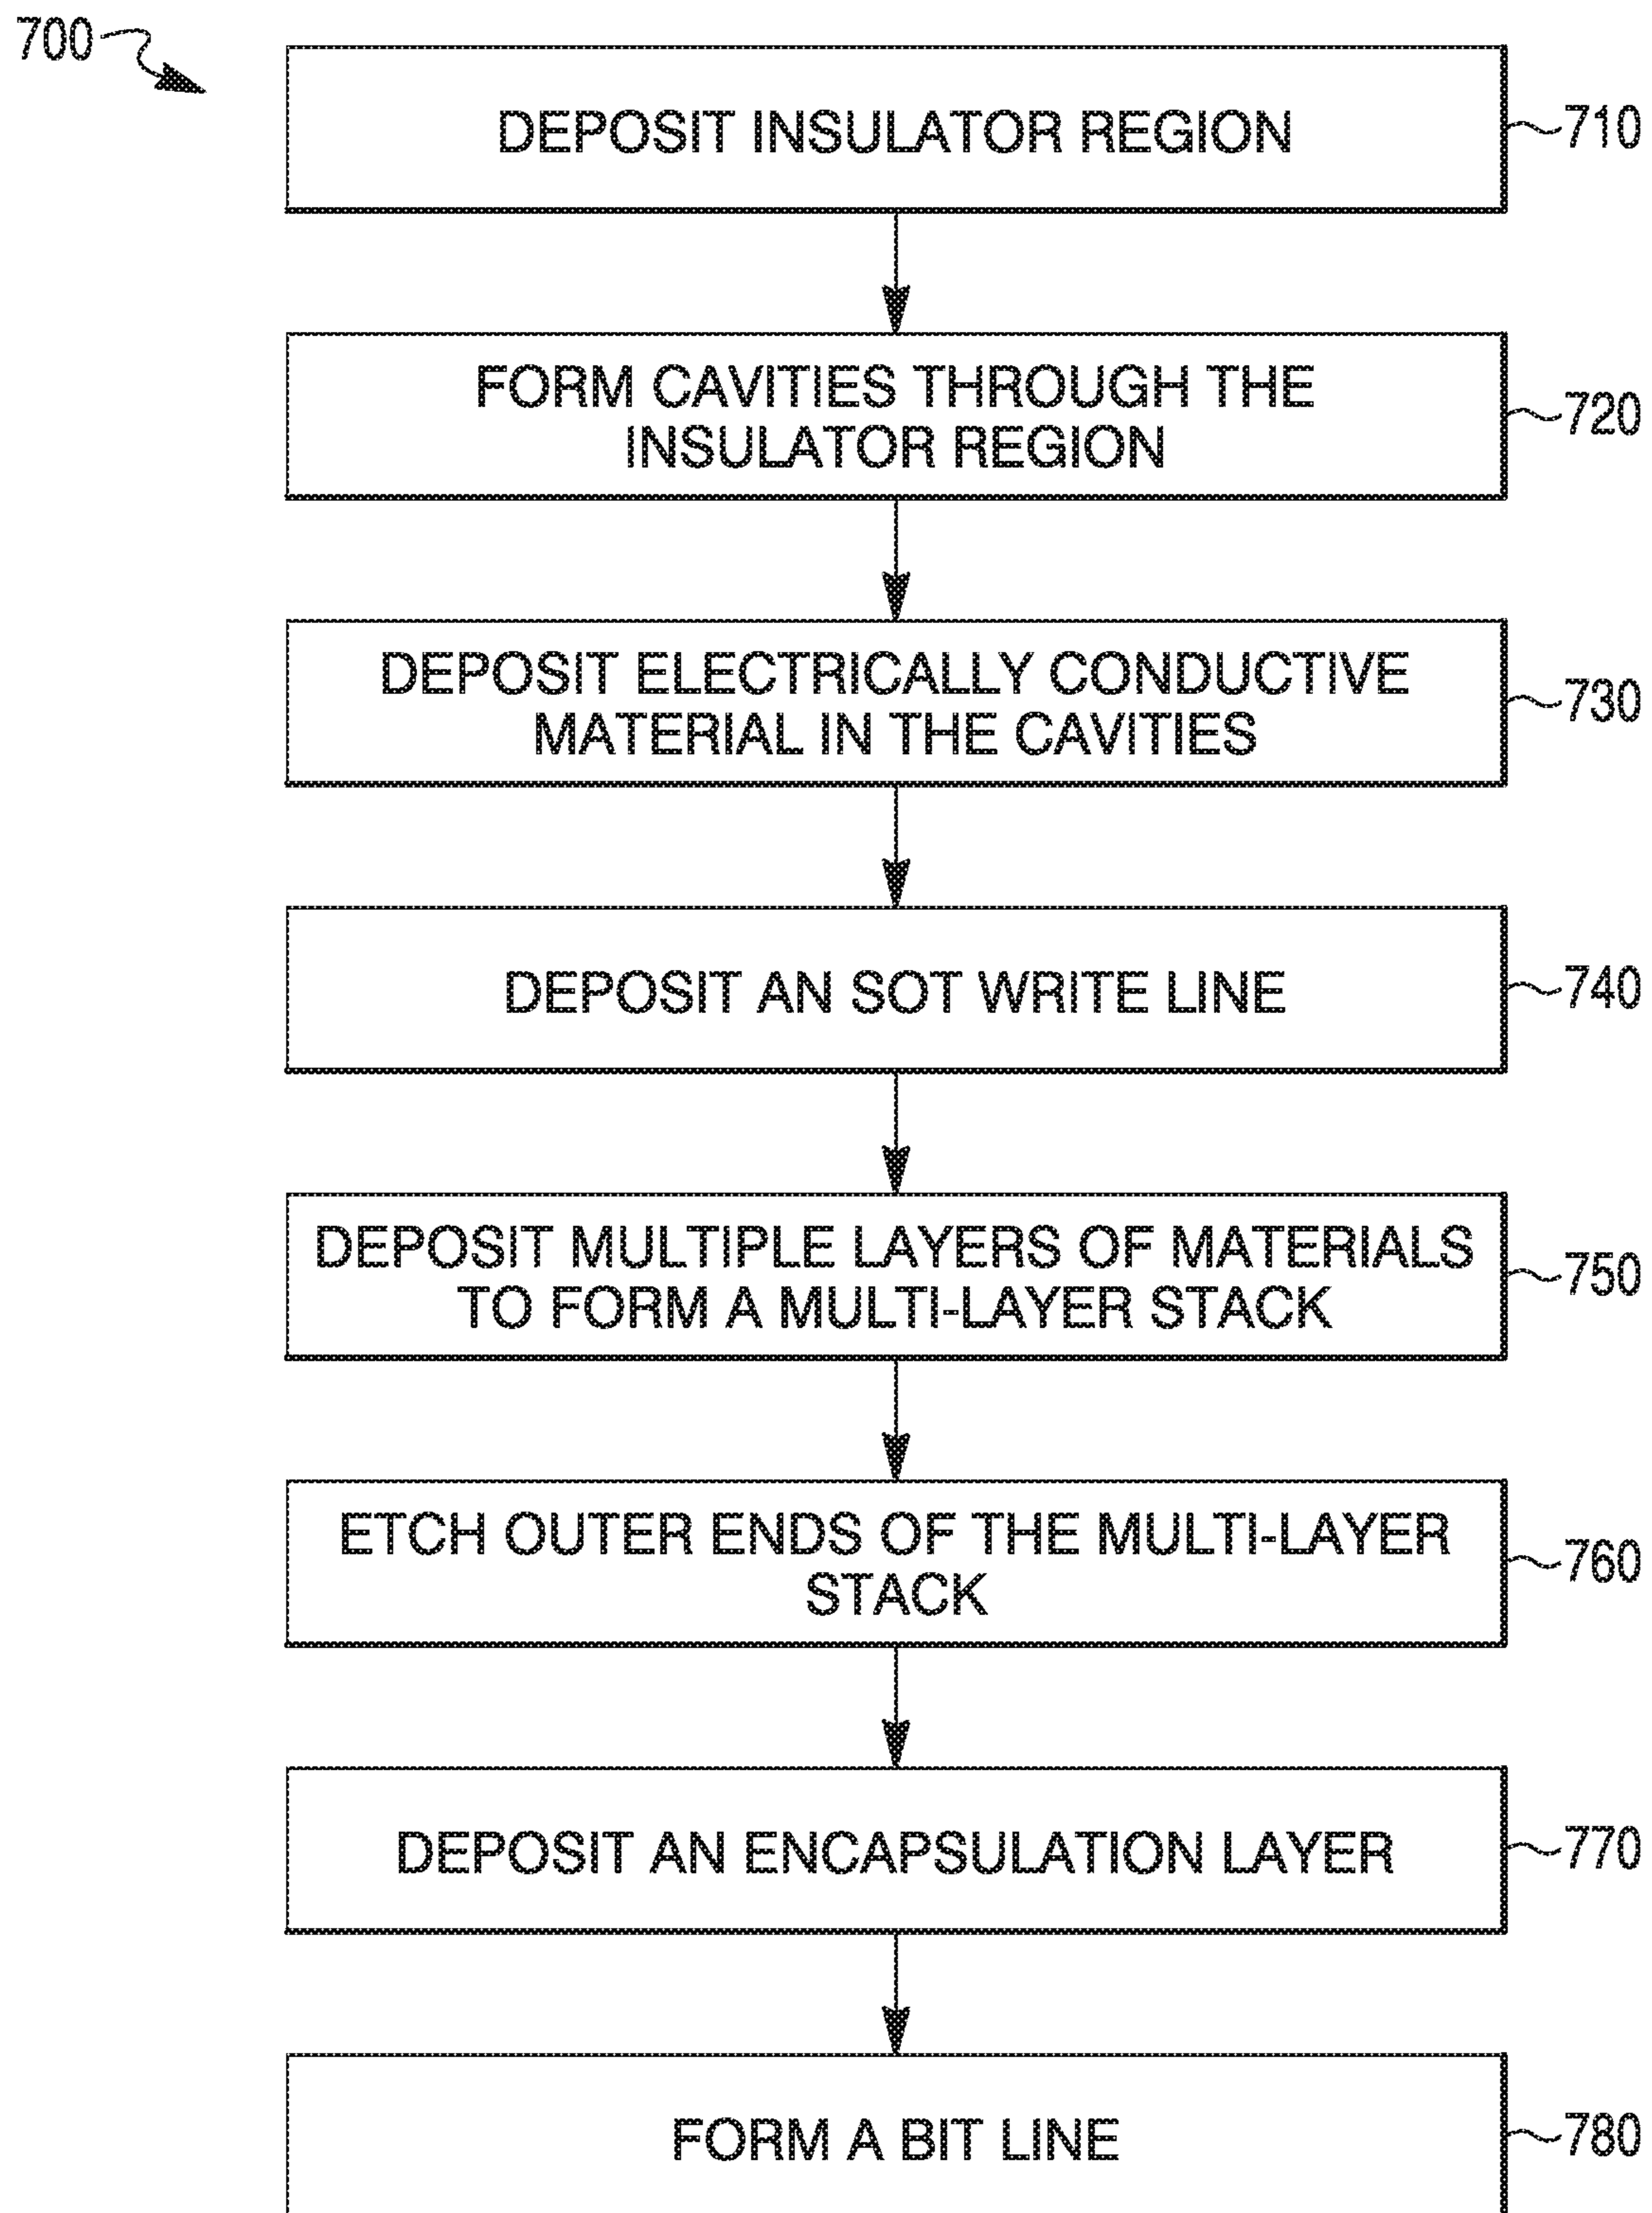 700
DEPOSIT INSULATOR REGION
710
FORM CAVITIES THROUGH THE
INSULATOR REGION
720
DEPOSIT ELECTRICALLY CONDUCTIVE
MATERIAL IN THE CAVITIES
730
DEPOSIT AN SOT WRITE LINE
740
DEPOSIT MULTIPLE LAYERS OF MATERIALS
TO FORM A MULTI-LAYER STACK
750
ETCH OUTER ENDS OF THE MULTI-LAYER
STACK
760
DEPOSIT AN ENCAPSULATION LAYER
770
FORM A BIT LINE
780